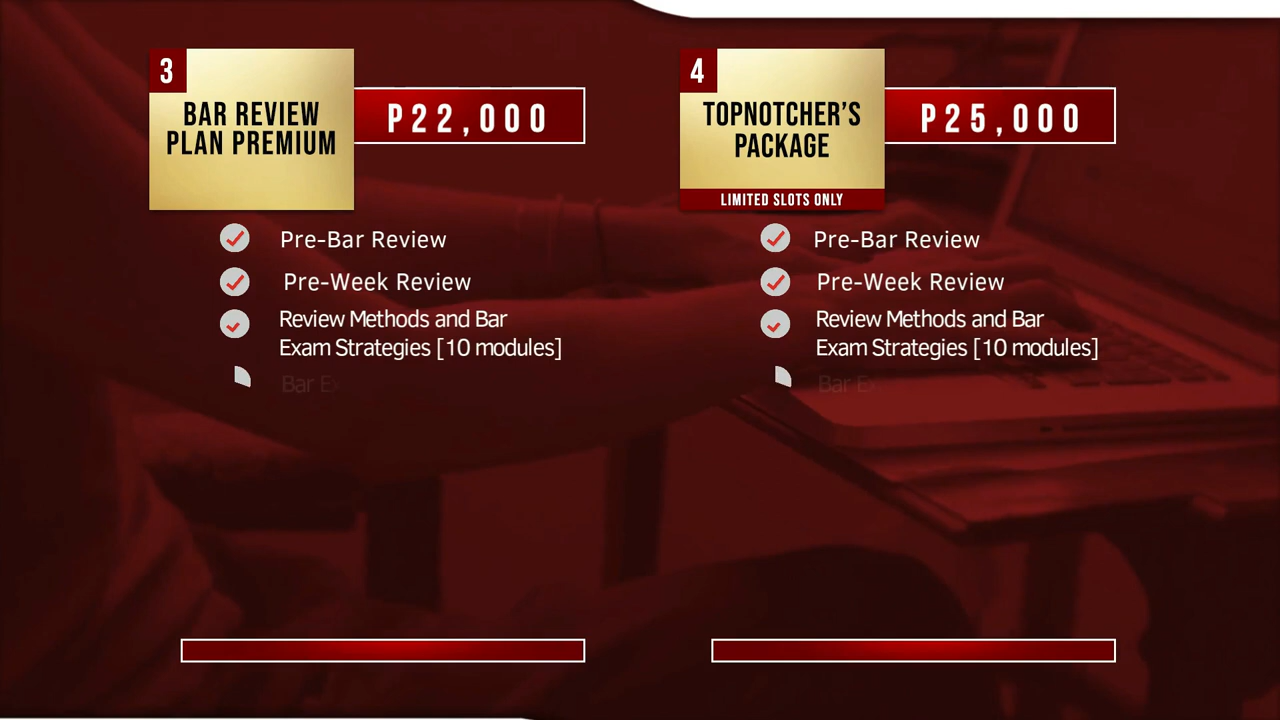 3
BAR REVIEW
PLAN PREMIUM
P22,000
Pre-Bar Review
Pre-Week Review
Review Methods and Bar
Exam Strategies [10 modules]
Bar
4
TOPNOTCHER'S
PACKAGE
LIMITED SLOTS ONLY
P25,000
Pre-Bar Review
Pre-Week Review
Review Methods and Bar
Exam Strategies [10 modules]
Bar